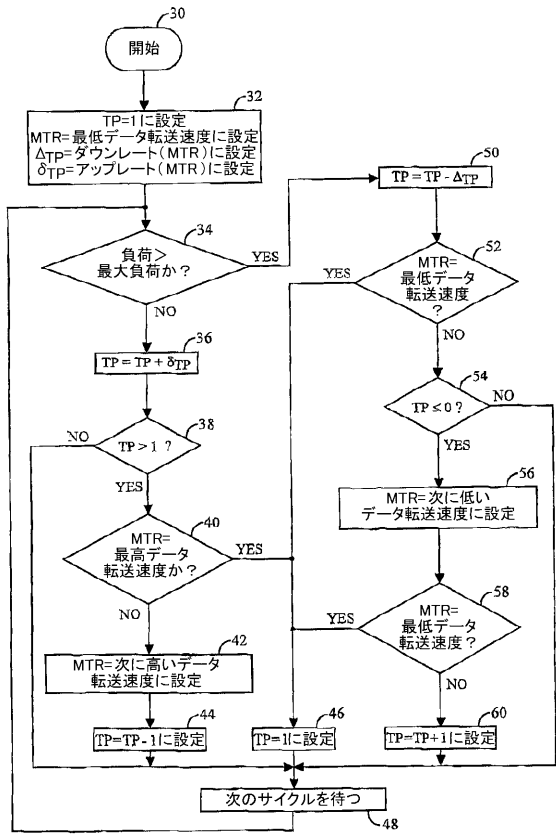 30
開始
32
TP=1に設定
MTR=最低データ転送速度に設定
ΔTP=ダウンレート(MTR)に設定
δTP=アップレート(MTR)に設定
34
負荷>
最大負荷か?
YES
NO
36
TP=TP+δTP
38
TP>1 ?
NO
YES
40
MTR=
最高データ
転送速度か?
YES
NO
42
MTR=次に高いデータ
転送速度に設定
44
TP=TP-1に設定
46
TP=1に設定
50
TP=TP-ΔTP
52
MTR=
最低データ
転送速度
?
YES
NO
54
TP≤0?
NO
YES
56
MTR=次に低い
データ転送速度に設定
58
MTR=
最低データ
転送速度?
YES
NO
60
TP=TP+1に設定
次のサイクルを待つ
48